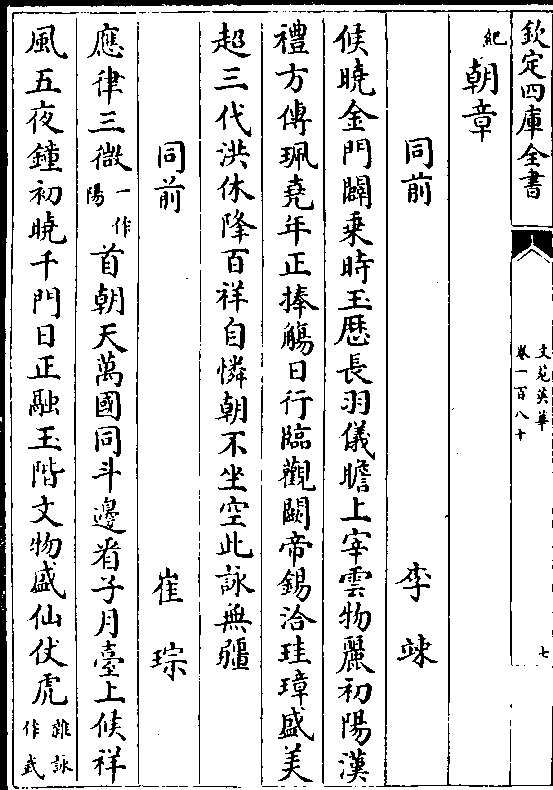 欽定四庫全書
文苑英華
卷一百八十
七
紀朝章
同前 李竦
候曉金門闢乗時玉厯長羽儀瞻上宰雲物麗初陽漢
禮方傳珮堯年正捧觴日行臨觀闕帝錫洽珪璋盛美
超三代洪休降百祥自憐朝不坐空此詠無疆
同前 崔琮
應律三微一作陽首朝天萬國同斗邊看子月臺上候祥
風五夜鐘初曉千門日正融玉階文物盛仙仗虎雜詠作武